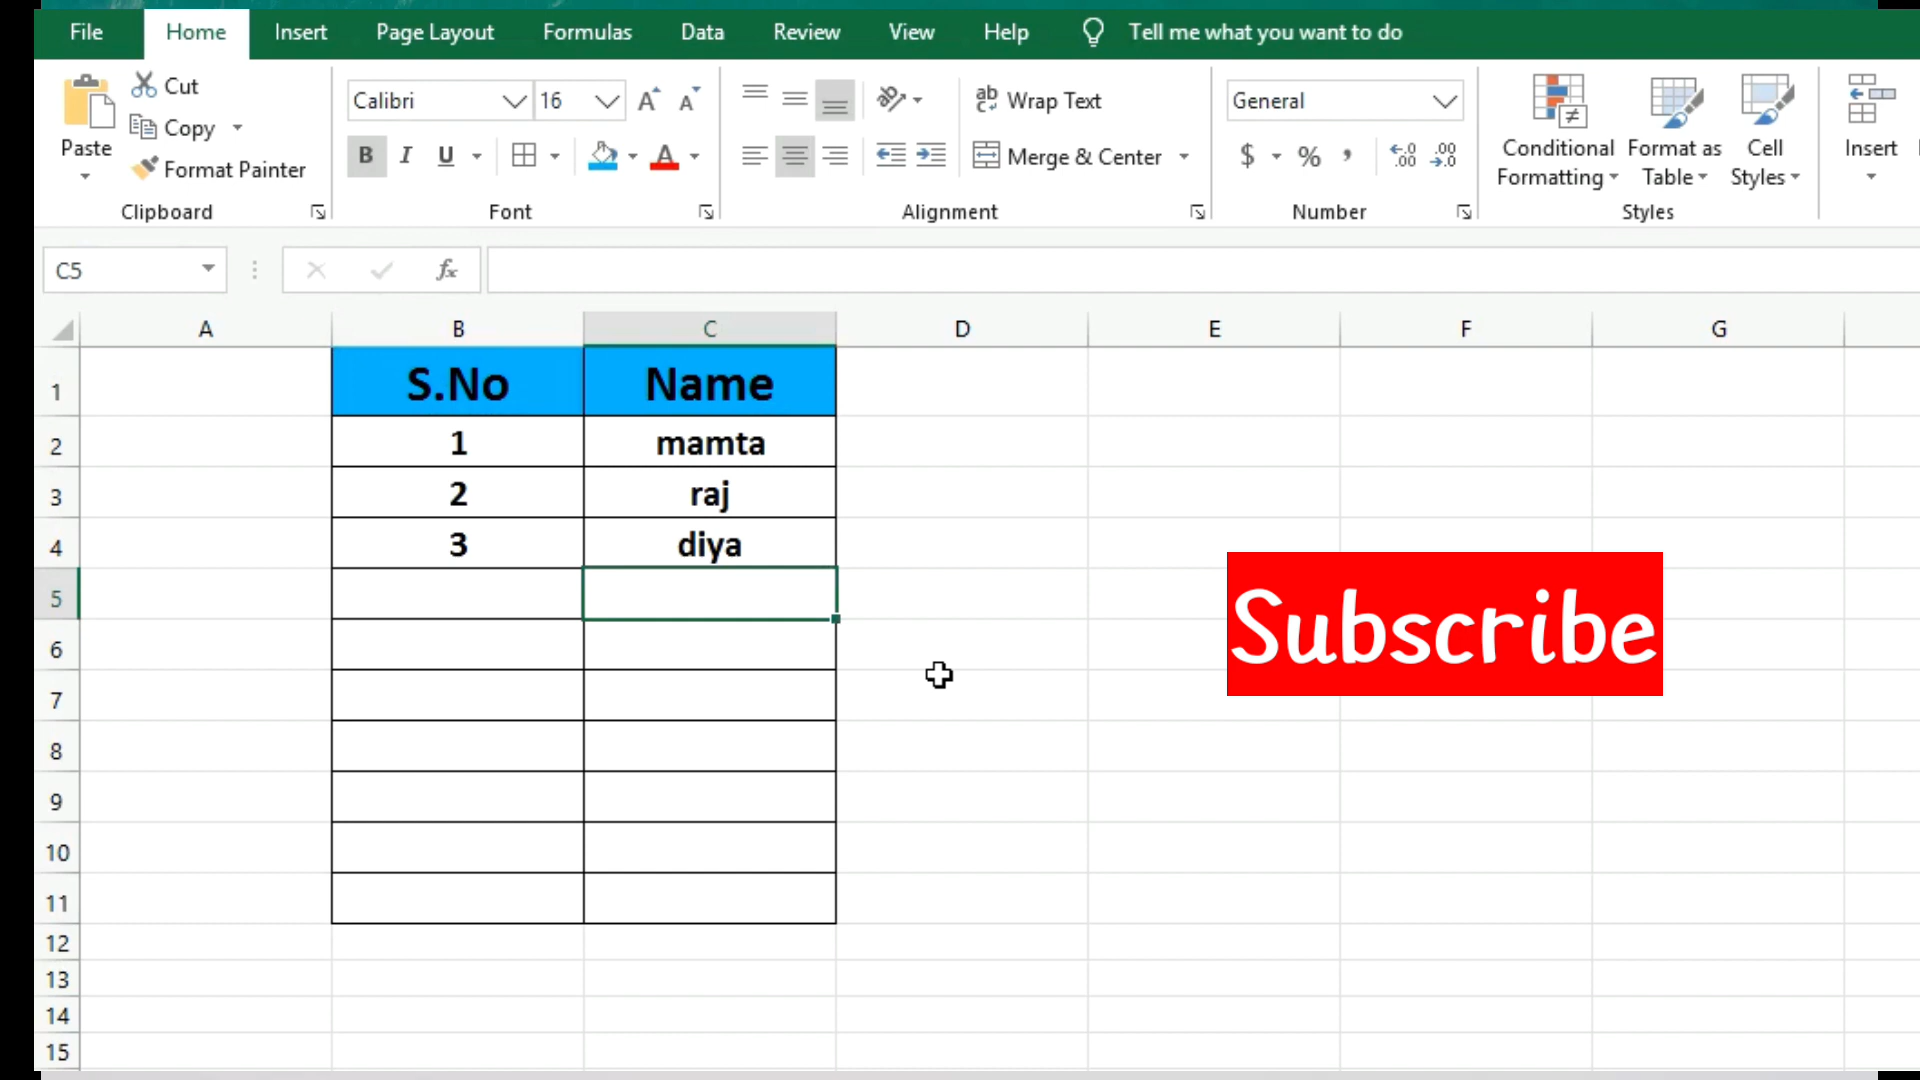 File Home Insert Page Layout Formulas Data Review View Help Tell me what you want to do
Paste Cut Copy Format Painter
Clipboard
Calibri 16 A A
B I U A
Font
ab Wrap Text
Merge & Center
Alignment
General
$ % , .00 .00
Number
Conditional Formatting Format as Table Cell Styles
Styles
Insert
C5 fx
A B C D E F G
1 S.No Name
2 1 mamta
3 2 raj
4 3 diya
5
6
7
8
9
10
11
12
13
14
15
Subscribe